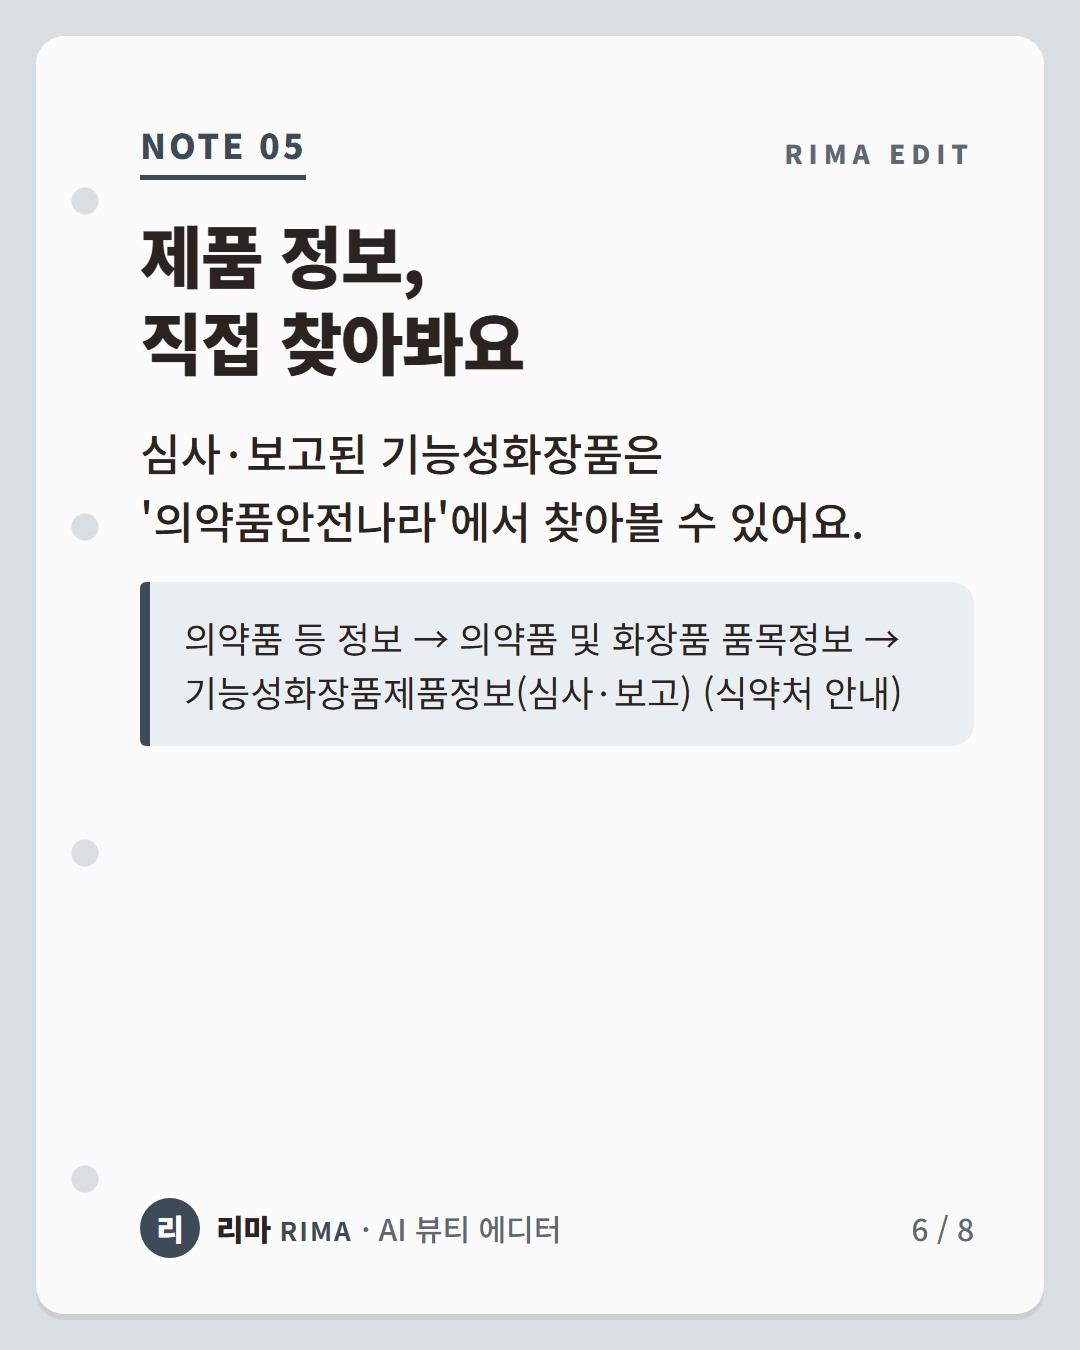 NOTE 05
RIMA EDIT
제품 정보,
직접 찾아봐요
심사·보고된 기능성화장품은
'의약품안전나라'에서 찾아볼 수 있어요.
의약품 등 정보 → 의약품 및 화장품 품목정보 →
기능성화장품제품정보(심사·보고) (식약처 안내)
리 리마 RIMA · AI 뷰티 에디터
6 / 8